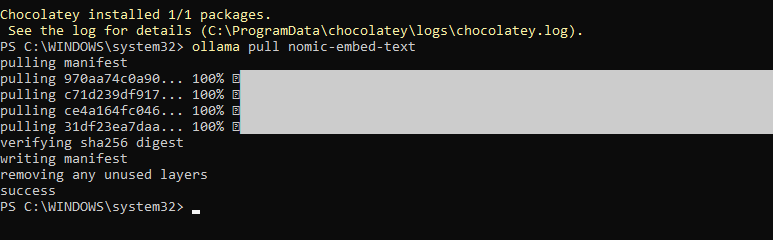 Chocolatey installed 1/1 packages.
 See the log for details (C:\ProgramData\chocolatey\logs\chocolatey.log).
PS C:\WINDOWS\system32> ollama pull nomic-embed-text
pulling manifest
pulling 970aa74c0a90... 100%
pulling c71d239df917... 100%
pulling ce4a164fc046... 100%
pulling 31df23ea7daa... 100%
verifying sha256 digest
writing manifest
removing any unused layers
success
PS C:\WINDOWS\system32>